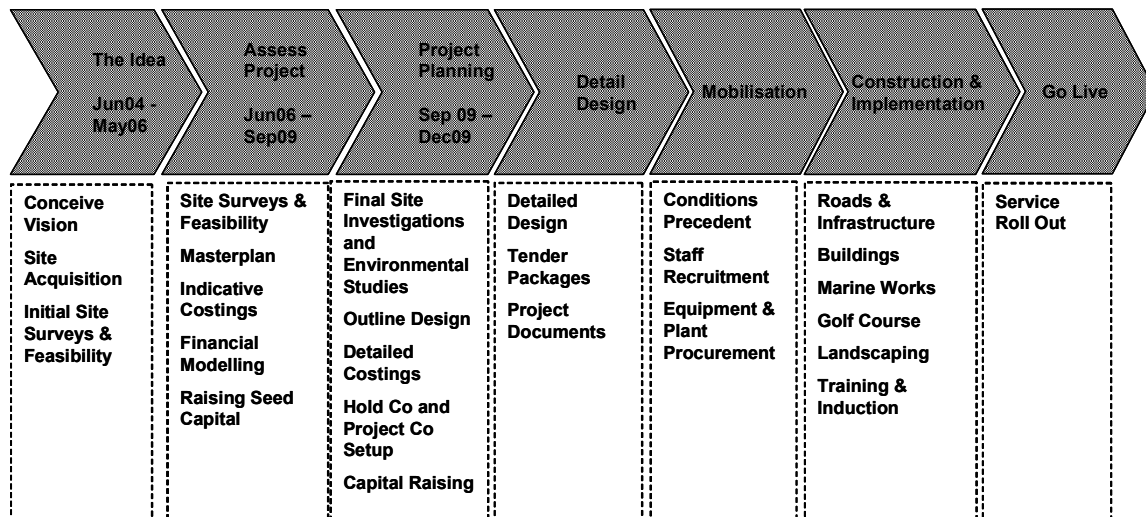 The Idea
Jun04 -
May06
Assess
Project
Jun06 –
Sep09
Project
Planning
Sep 09 –
Dec09
Detail
Design
Mobilisation
Construction &
Implementation
Go Live
Conceive
Vision
Site
Acquisition
Initial Site
Surveys &
Feasibility
Site Surveys &
Feasibility
Masterplan
Indicative
Costings
Financial
Modelling
Raising Seed
Capital
Final Site
Investigations
and
Environmental
Studies
Outline Design
Detailed
Costings
Hold Co and
Project Co
Setup
Capital Raising
Detailed
Design
Tender
Packages
Project
Documents
Conditions
Precedent
Staff
Recruitment
Equipment &
Plant
Procurement
Roads &
Infrastructure
Buildings
Marine Works
Golf Course
Landscaping
Training &
Induction
Service
Roll Out